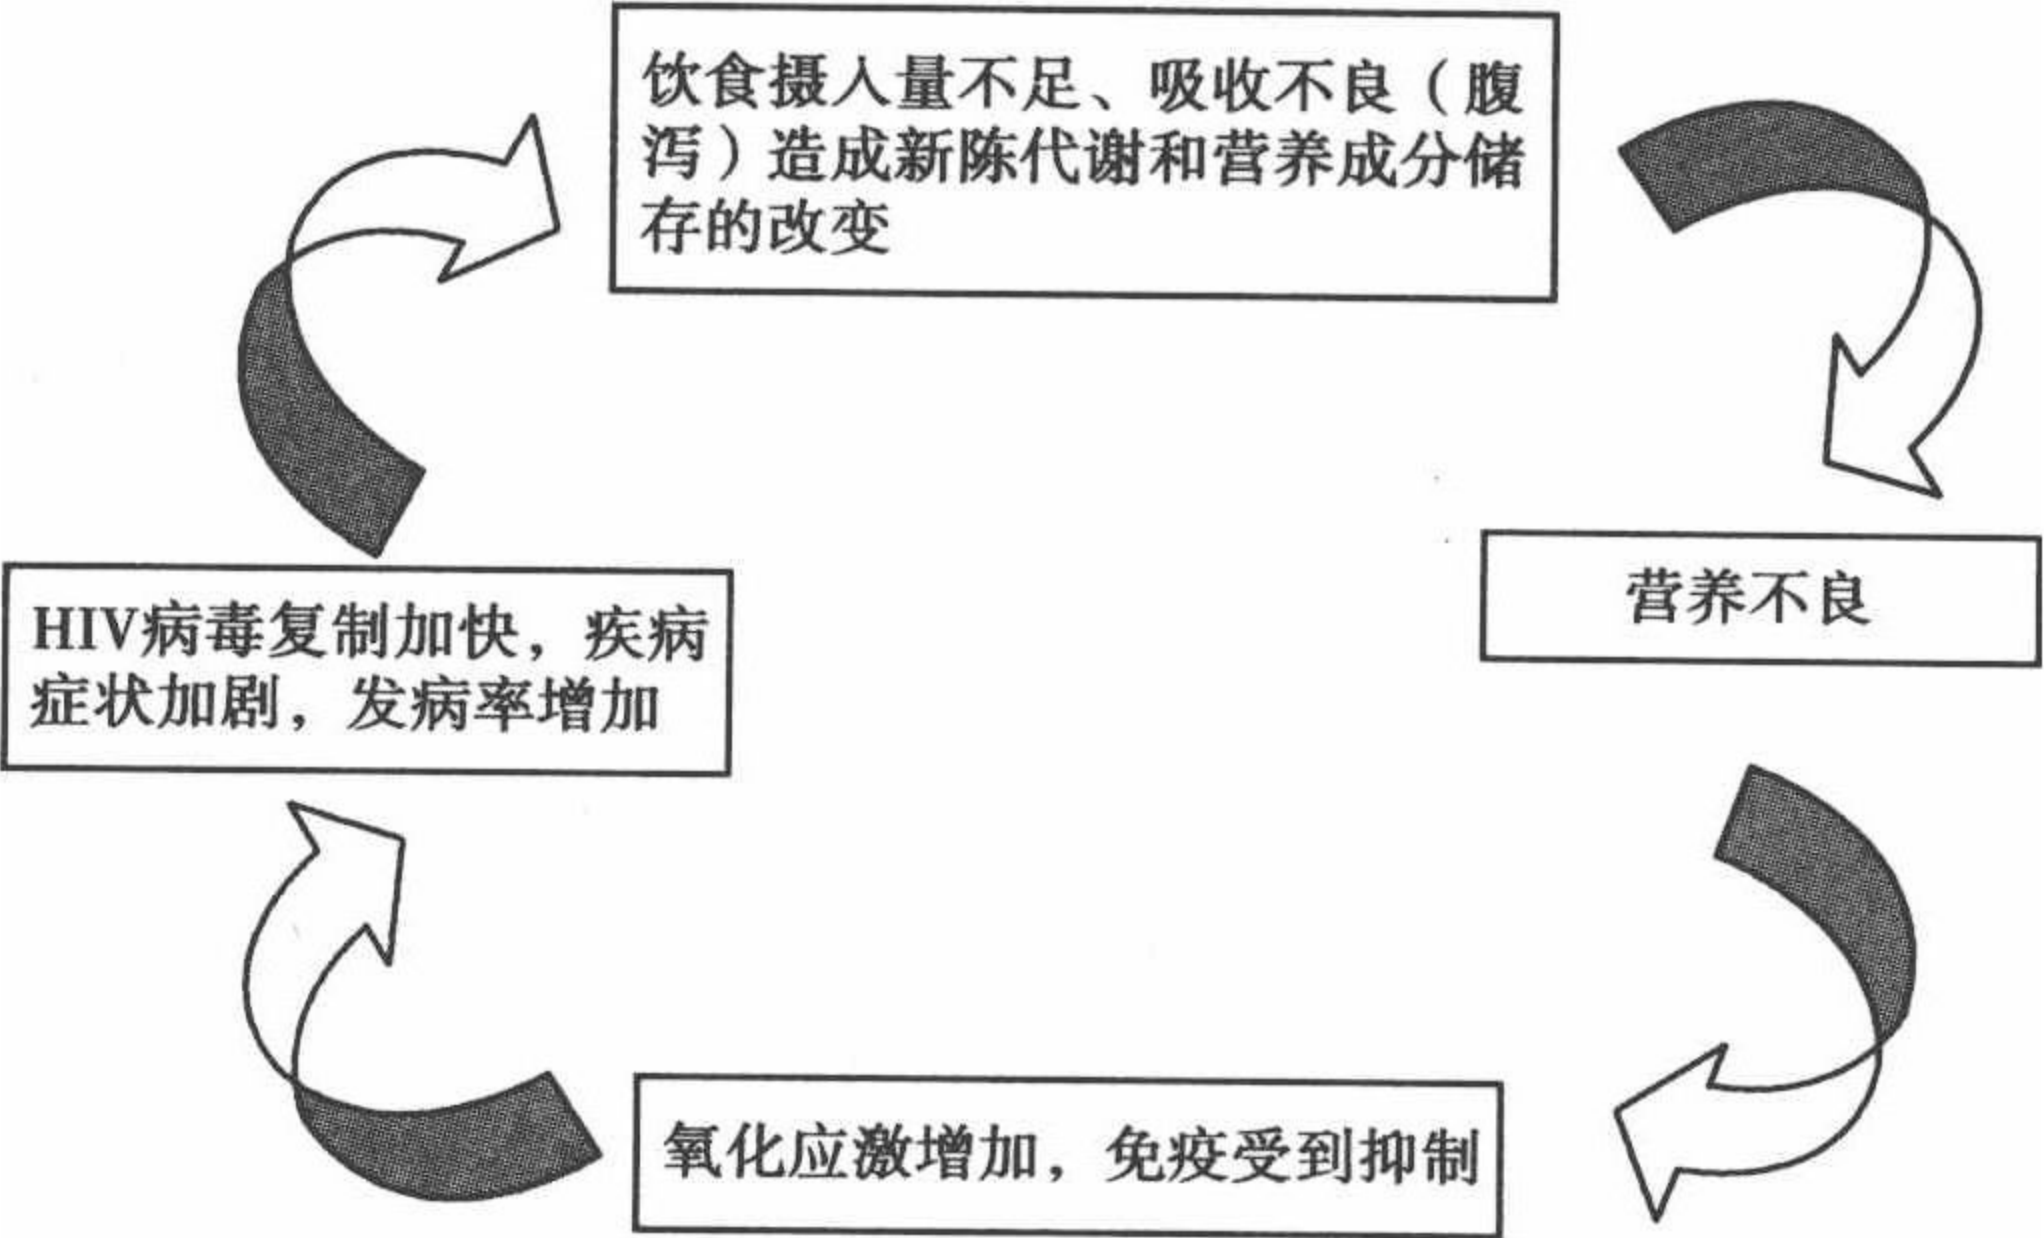 饮食摄入量不足、吸收不良（腹
泻）造成新陈代谢和营养成分储
存的改变
营养不良
HIV病毒复制加快，疾病
症状加剧，发病率增加
氧化应激增加，免疫受到抑制